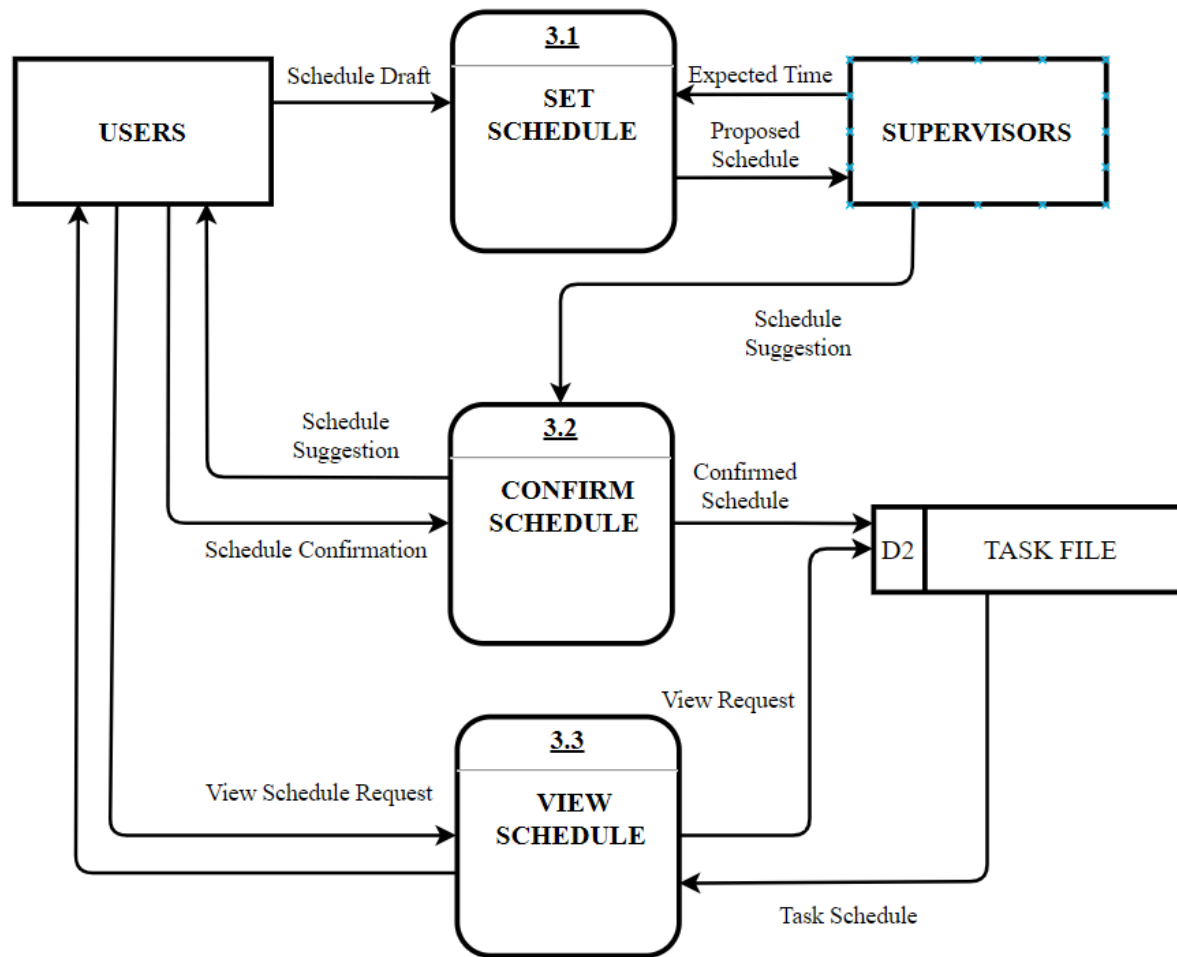 3.1
SET
SCHEDULE
USERS
Schedule Draft
Expected Time
Proposed
Schedule
SUPERVISORS
Schedule
Suggestion
Schedule
Suggestion
3.2
CONFIRM
SCHEDULE
Schedule Confirmation
Confirmed
Schedule
D2
TASK FILE
View Request
3.3
VIEW
SCHEDULE
View Schedule Request
Task Schedule